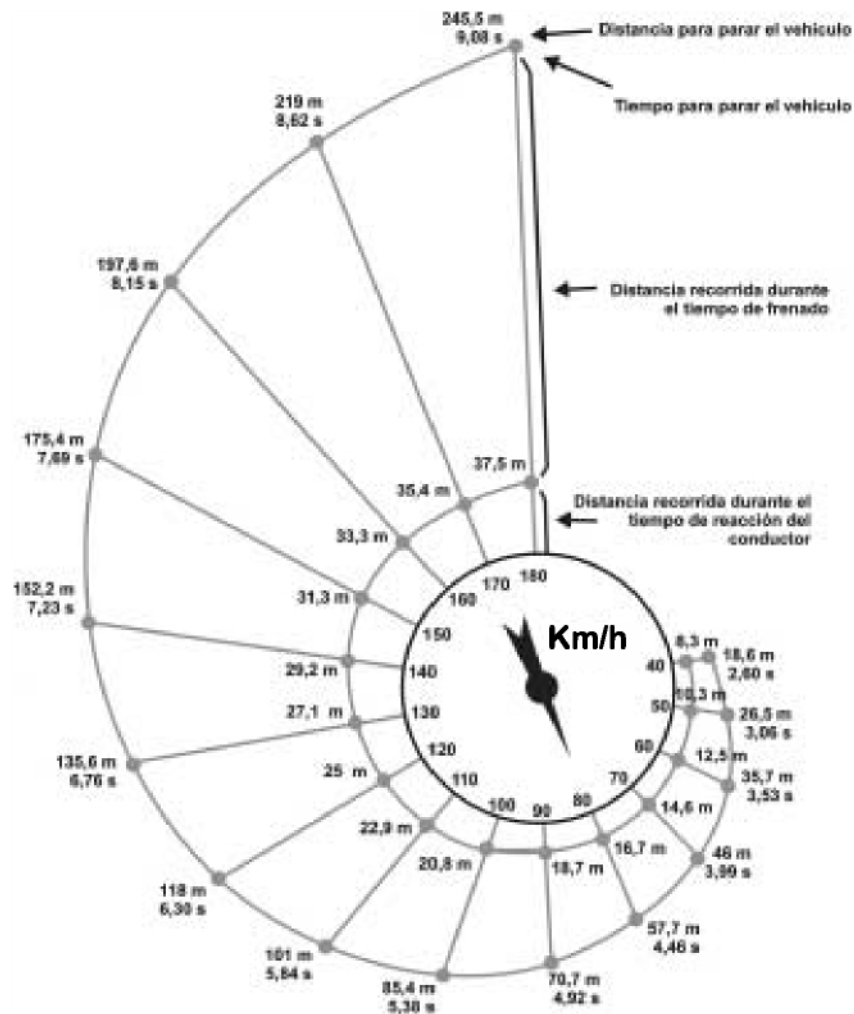 245,5 m
9,08 s
Distancia para parar el vehículo
Tiempo para parar el vehículo
219 m
8,62 s
197,6 m
8,15 s
Distancia recorrida durante
el tiempo de frenado
175,4 m
7,69 s
37,5 m
35,4 m
Distancia recorrida durante el
tiempo de reacción del
conductor
33,3 m
180
170
160
152,2 m
7,23 s
31,3 m
150
Km/h
8,3 m
18,6 m
2,60 s
40
29,2 m
140
10,3 m
50
26,5 m
3,06 s
27,1 m
130
60
12,5 m
35,7 m
3,53 s
135,6 m
6,76 s
120
25 m
110
70
100
90
80
14,6 m
22,9 m
20,8 m
18,7 m
16,7 m
46 m
3,99 s
118 m
6,30 s
57,7 m
4,46 s
101 m
5,84 s
85,4 m
5,38 s
70,7 m
4,92 s